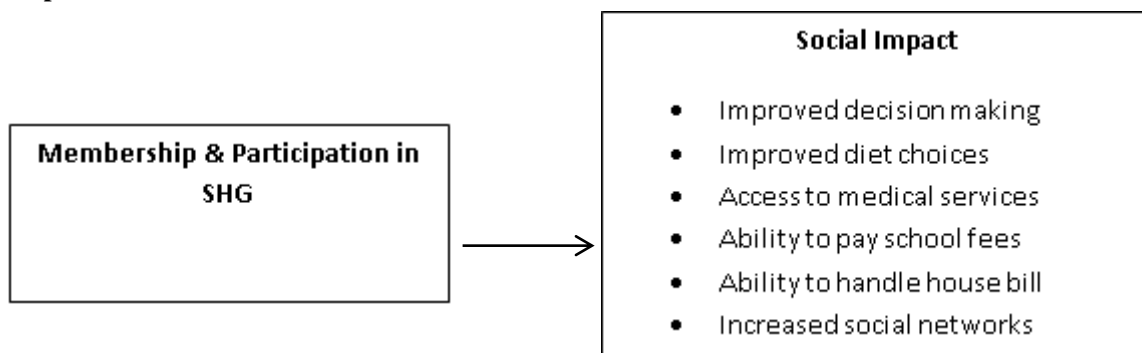 Membership & Participation in
SHG
Social Impact
• Improved decision making
• Improved diet choices
• Access to medical services
• Ability to pay school fees
• Ability to handle house bill
• Increased social networks